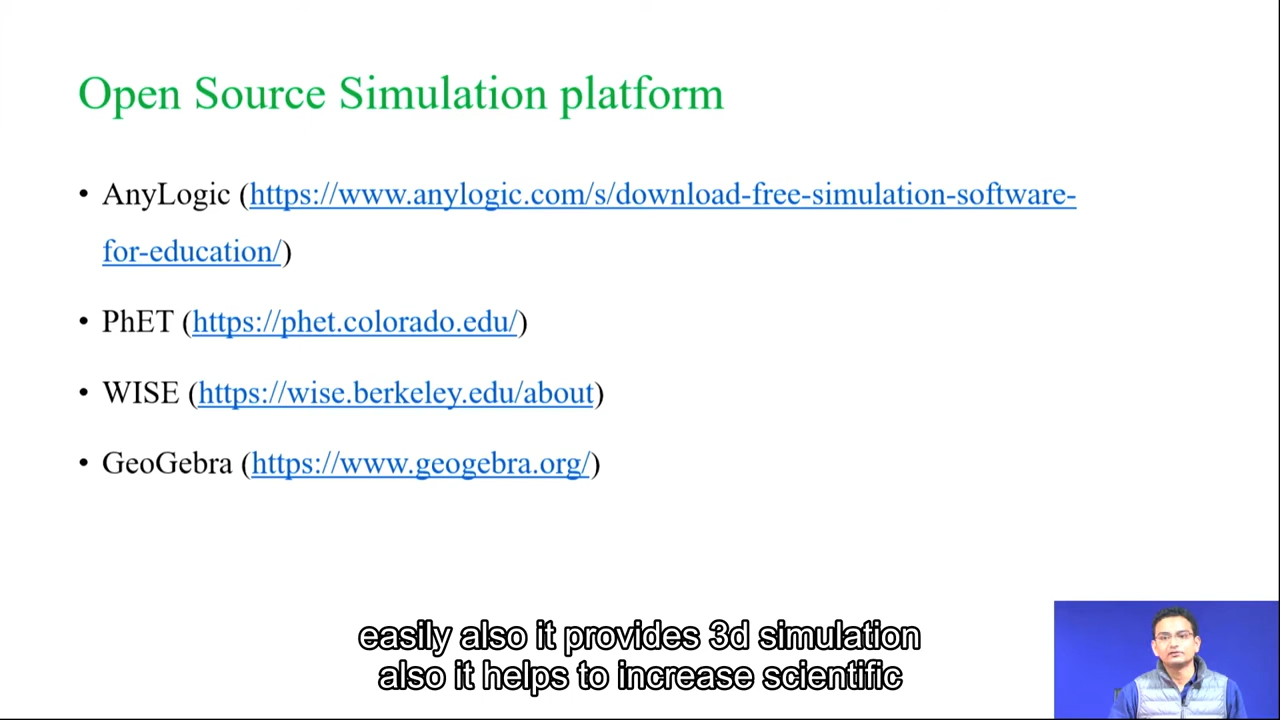 Open Source Simulation platform
• AnyLogic (https://www.anylogic.com/s/download-free-simulation-software-
for-education/)
• PhET (https://phet.colorado.edu/)
• WISE (https://wise.berkeley.edu/about)
• GeoGebra (https://www.geogebra.org/)
easily also it provides 3d simulation
also it helps to increase scientific